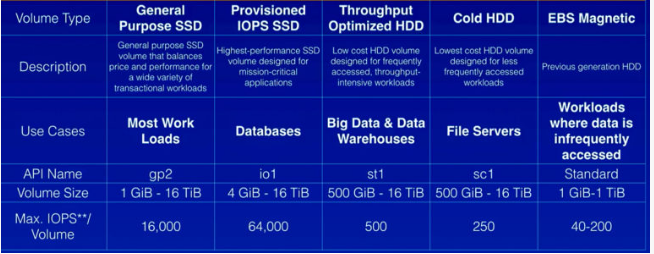 Volume Type
General
Purpose SSD
Provisioned
IOPS SSD
Throughput
Optimized HDD
Cold HDD
EBS Magnetic
Description
General purpose SSD
volume that balances
price and performance for
a wide variety of
transactional workloads
Highest-performance SSD
volume designed for
mission-critical
applications
Low cost HDD volume
designed for frequently
accessed, throughput-
intensive workloads
Lowest cost HDD volume
designed for less
frequently accessed
workloads
Previous generation HDD
Use Cases
Most Work
Loads
Databases
Big Data & Data
Warehouses
File Servers
Workloads
where data is
infrequently
accessed
API Name
gp2
io1
st1
sc1
Standard
Volume Size
1 GiB - 16 TiB
4 GiB - 16 TiB
500 GiB - 16 TiB
500 GiB - 16 TiB
1 GiB-1 TiB
Max. IOPS**/
Volume
16,000
64,000
500
250
40-200